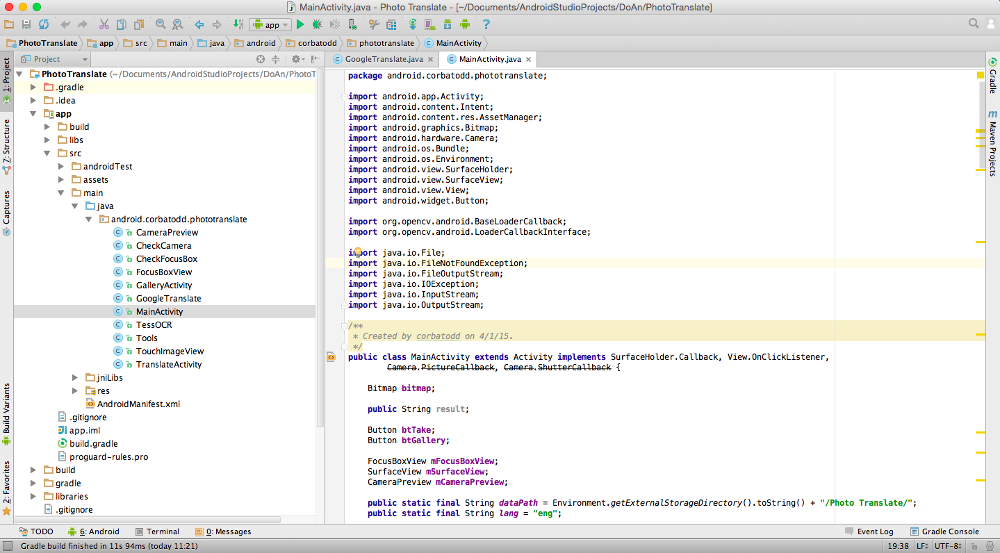 MainActivity.java - Photo Translate - [~/Documents/AndroidStudioProjects/DoAn/PhotoTranslate]
app
PhotoTranslate app src main java android corbatodd phototranslate MainActivity
Project
GoogleTranslate.java MainActivity.java
1: Project
Z: Structure
Captures
Build Variants
2: Favorites
PhotoTranslate (~/Documents/AndroidStudioProjects/DoAn/PhotoT
.gradle
.idea
app
build
libs
src
androidTest
assets
main
java
android.corbatodd.phototranslate
CameraPreview
CheckCamera
CheckFocusBox
FocusBoxView
GalleryActivity
GoogleTranslate
MainActivity
TessOCR
Tools
TouchImageView
TranslateActivity
jniLibs
res
AndroidManifest.xml
.gitignore
app.iml
build.gradle
proguard-rules.pro
build
gradle
libraries
.gitignore
package android.corbatodd.phototranslate;
import android.app.Activity;
import android.content.Intent;
import android.content.res.AssetManager;
import android.graphics.Bitmap;
import android.hardware.Camera;
import android.os.Bundle;
import android.os.Environment;
import android.view.SurfaceHolder;
import android.view.SurfaceView;
import android.view.View;
import android.widget.Button;
import org.opencv.android.BaseLoaderCallback;
import org.opencv.android.LoaderCallbackInterface;
import java.io.File;
import java.io.FileNotFoundException;
import java.io.FileOutputStream;
import java.io.IOException;
import java.io.InputStream;
import java.io.OutputStream;
/**
* Created by corbatodd on 4/1/15.
*/
public class MainActivity extends Activity implements SurfaceHolder.Callback, View.OnClickListener,
Camera.PictureCallback, Camera.ShutterCallback {
Bitmap bitmap;
public String result;
Button btTake;
Button btGallery;
FocusBoxView mFocusBoxView;
SurfaceView mSurfaceView;
CameraPreview mCameraPreview;
public static final String dataPath = Environment.getExternalStorageDirectory().toString() + "/Photo Translate/";
public static final String lang = "eng";
Gradle
Maven Projects
TODO 6: Android Terminal 0: Messages Event Log Gradle Console
Gradle build finished in 11s 94ms (today 11:21) 19:38 LF UTF-8